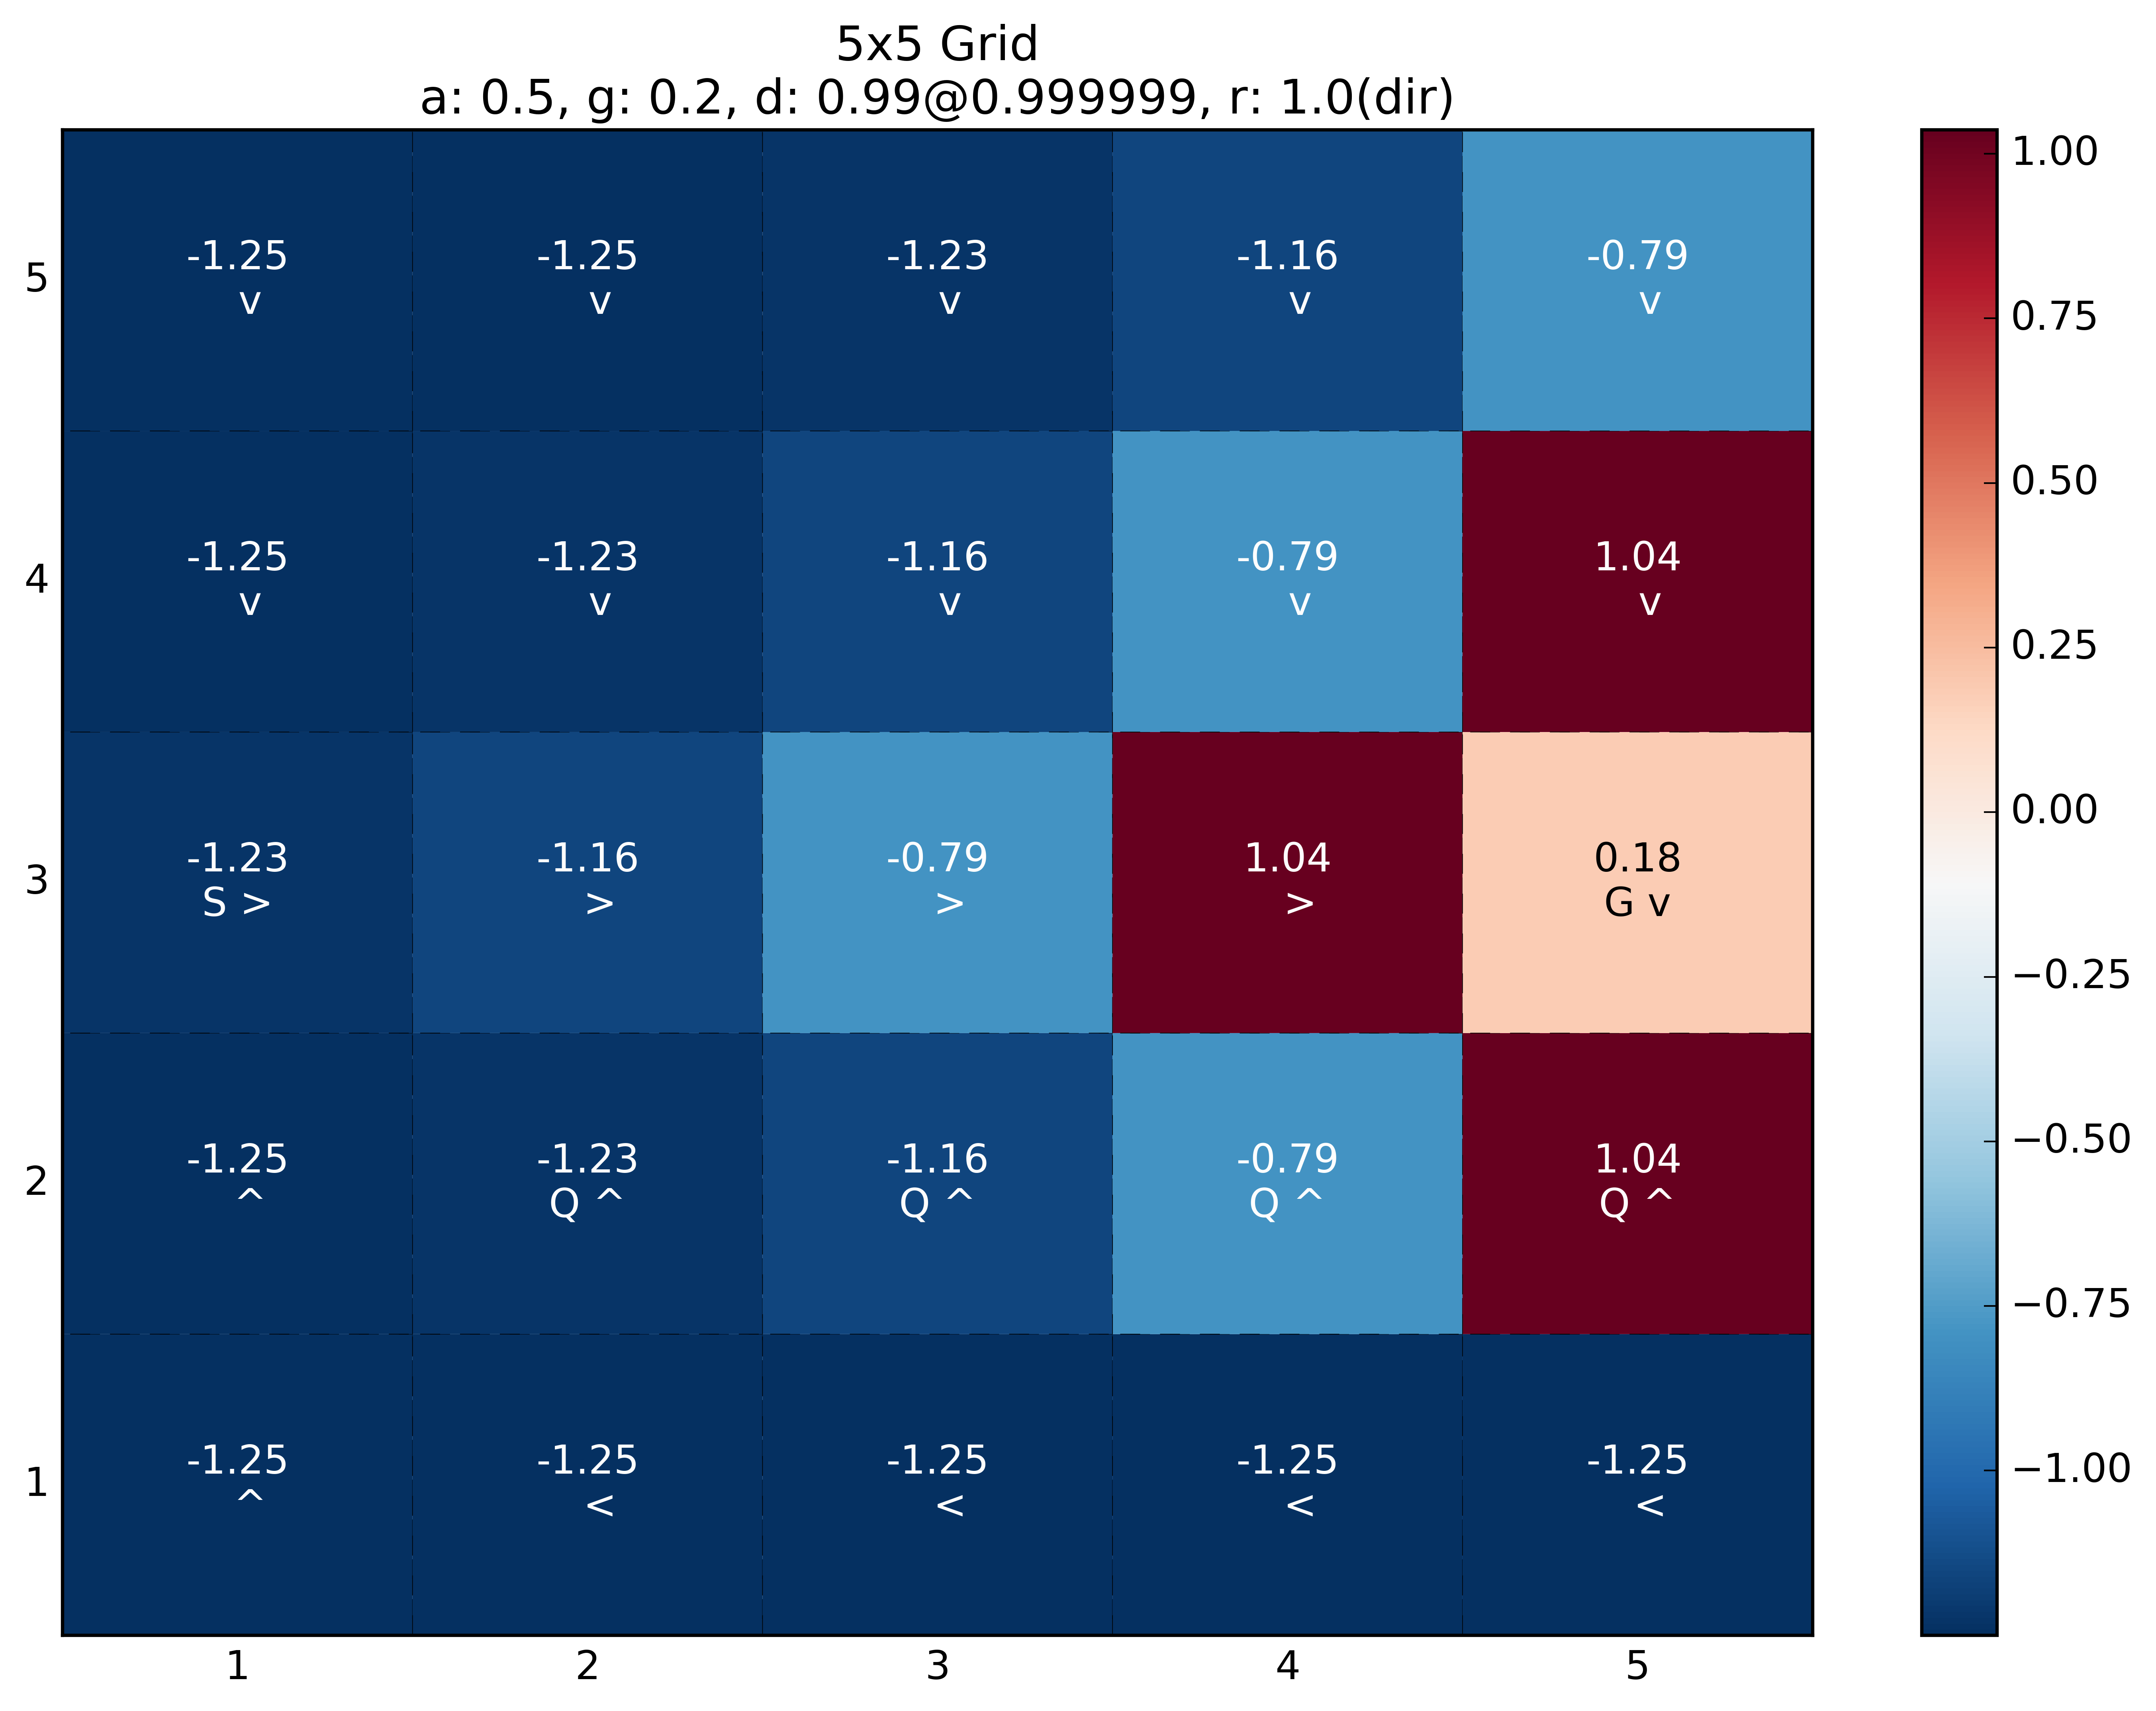 5x5 Grid
a: 0.5, g: 0.2, d: 0.99@0.999999, r: 1.0(dir)
5
-1.25
v
-1.25
v
-1.23
v
-1.16
v
-0.79
v
4
-1.25
v
-1.23
v
-1.16
v
-0.79
v
1.04
v
3
-1.23
S >
-1.16
>
-0.79
>
1.04
>
0.18
G v
2
-1.25
^
-1.23
Q ^
-1.16
Q ^
-0.79
Q ^
1.04
Q ^
1
-1.25
^
-1.25
<
-1.25
<
-1.25
<
-1.25
<
1
2
3
4
5
1.00
0.75
0.50
0.25
0.00
−0.25
−0.50
−0.75
−1.00